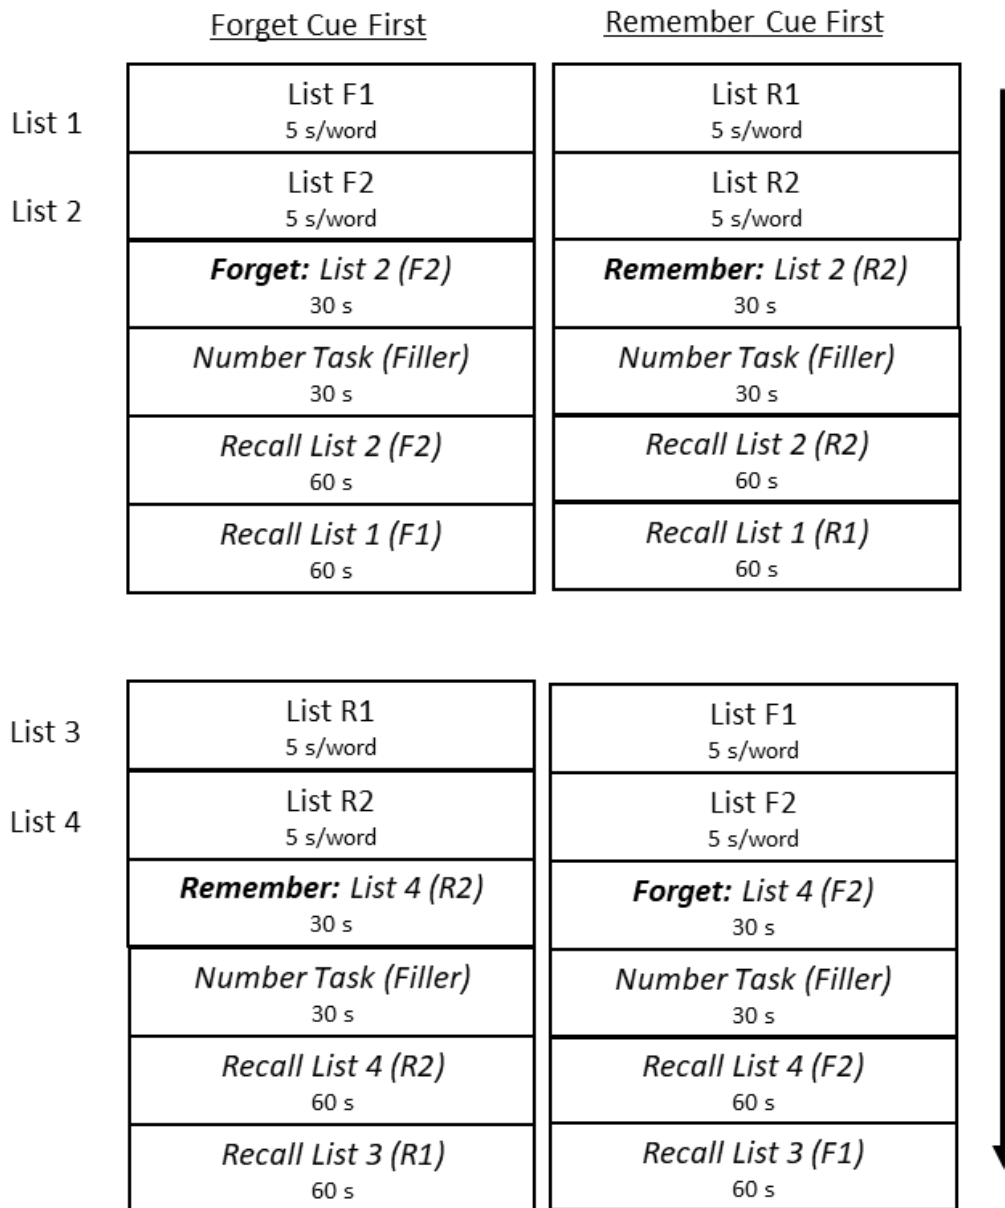 Forget Cue First
Remember Cue First
List 1
List F1
5 s/word
List R1
5 s/word
List 2
List F2
5 s/word
List R2
5 s/word
Forget: List 2 (F2)
30 s
Remember: List 2 (R2)
30 s
Number Task (Filler)
30 s
Number Task (Filler)
30 s
Recall List 2 (F2)
60 s
Recall List 2 (R2)
60 s
Recall List 1 (F1)
60 s
Recall List 1 (R1)
60 s
List 3
List R1
5 s/word
List F1
5 s/word
List 4
List R2
5 s/word
List F2
5 s/word
Remember: List 4 (R2)
30 s
Forget: List 4 (F2)
30 s
Number Task (Filler)
30 s
Number Task (Filler)
30 s
Recall List 4 (R2)
60 s
Recall List 4 (F2)
60 s
Recall List 3 (R1)
60 s
Recall List 3 (F1)
60 s